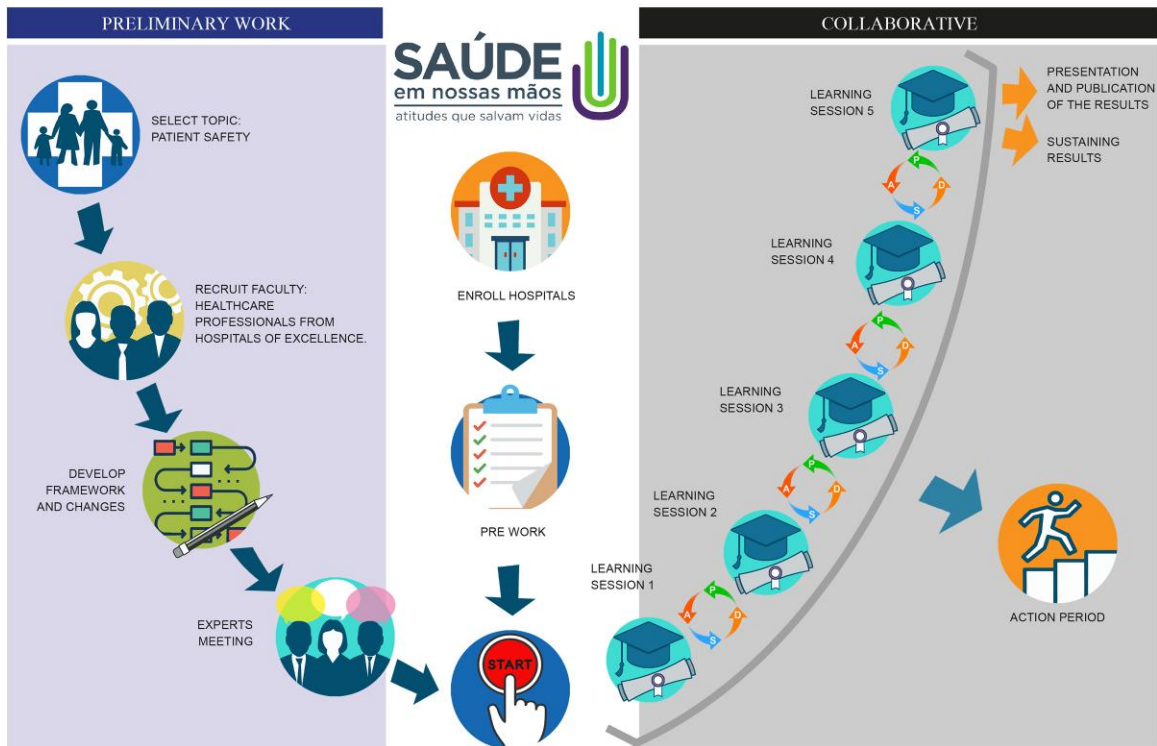 PRELIMINARY WORK
SELECT TOPIC:
PATIENT SAFETY
RECRUIT FACULTY:
HEALTHCARE
PROFESSIONALS FROM
HOSPITALS OF EXCELLENCE.
DEVELOP
FRAMEWORK
AND CHANGES
EXPERTS
MEETING
SAÚDE
em nossas mãos
atitudes que salvam vidas
ENROLL HOSPITALS
PRE WORK
START
COLLABORATIVE
LEARNING
SESSION 1
P
A
D
S
LEARNING
SESSION 2
P
A
D
S
LEARNING
SESSION 3
P
A
D
S
LEARNING
SESSION 4
P
A
D
S
LEARNING
SESSION 5
PRESENTATION
AND PUBLICATION
OF THE RESULTS
SUSTAINING
RESULTS
ACTION PERIOD